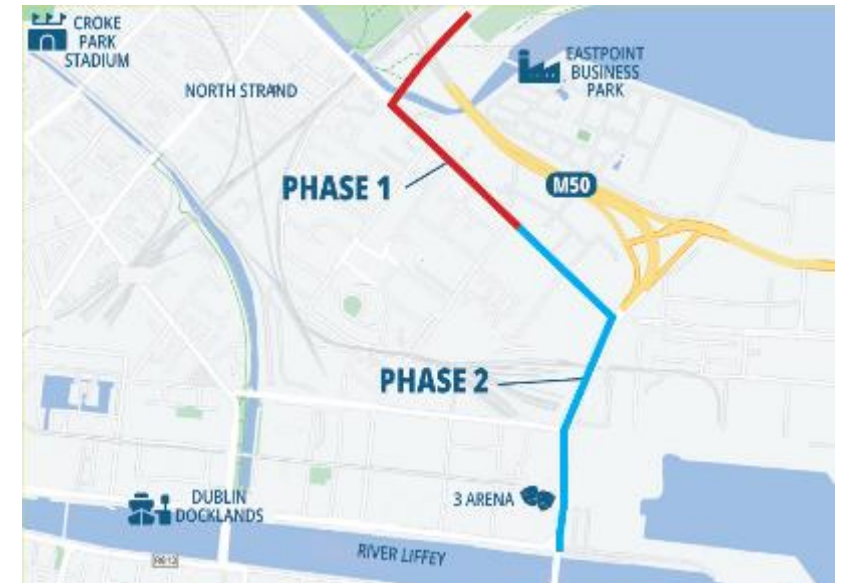 CROKE
PARK
STADIUM
EASTPOINT
BUSINESS
PARK
NORTH STRAND
PHASE 1
M50
PHASE 2
3 ARENA
DUBLIN
DOCKLANDS
RIVER LIFFEY